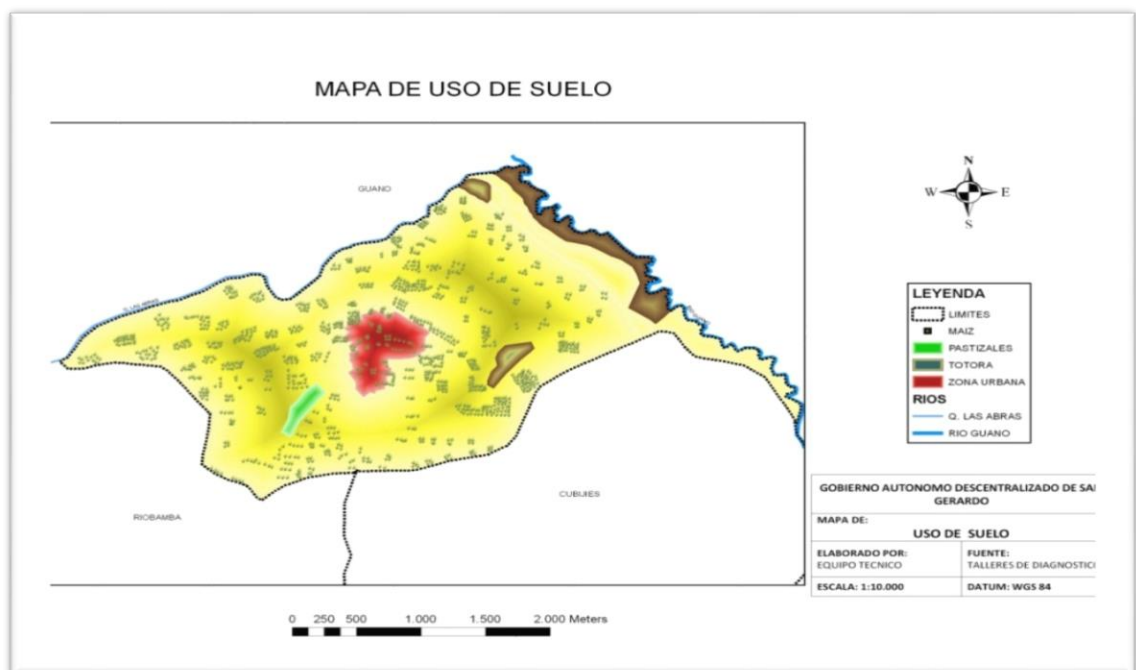 MAPA DE USO DE SUELO
GUANO
Q. LAS ABRAS
RIOBAMBA
CUBIJIES
N
W E
S
LEYENDA
LIMITES
MAIZ
PASTIZALES
TOTORA
ZONA URBANA
RIOS
Q. LAS ABRAS
RIO GUANO
GOBIERNO AUTONOMO DESCENTRALIZADO DE SA
GERARDO
MAPA DE:
USO DE SUELO
ELABORADO POR:
EQUIPO TECNICO
FUENTE:
TALLERES DE DIAGNOSTIC
ESCALA: 1:10.000
DATUM: WGS 84
0 250 500 1.000 1.500 2.000 Meters